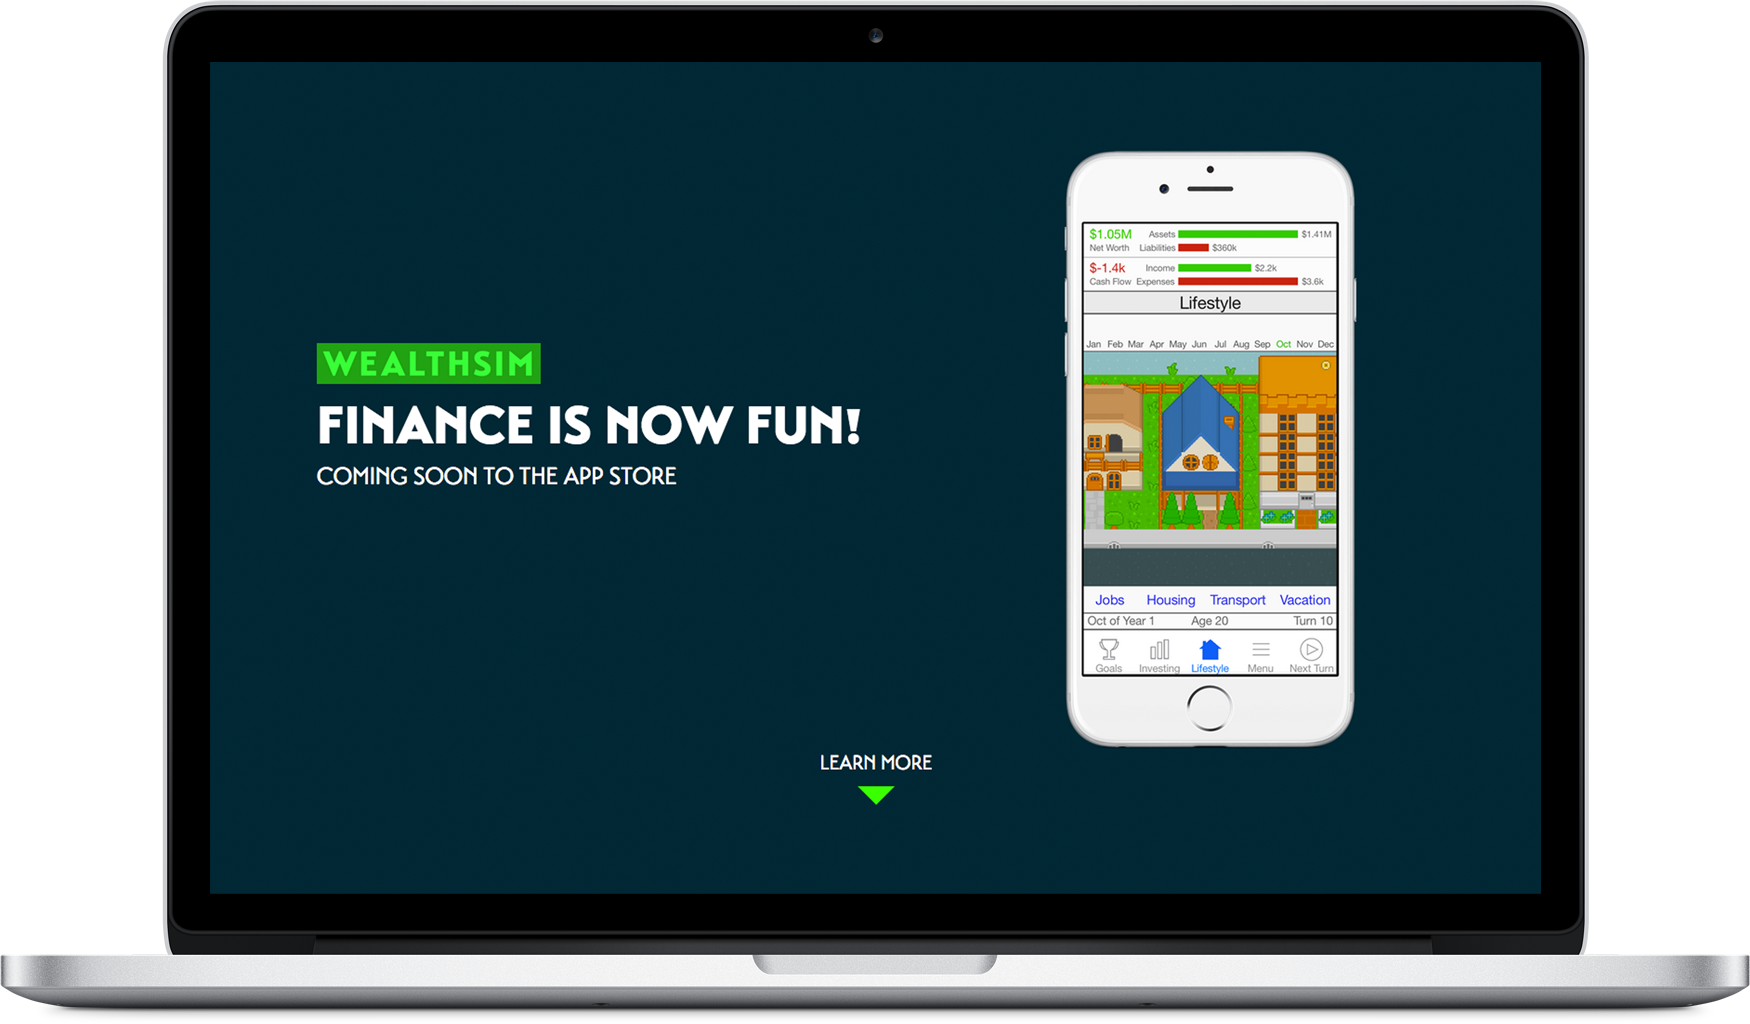 WEALTHSIM
FINANCE IS NOW FUN!
COMING SOON TO THE APP STORE
LEARN MORE
$1.05M Assets $1.41M
Net Worth Liabilities $360k
$-1.4k Income $2.2k
Cash Flow Expenses $3.6k
Lifestyle
Jan Feb Mar Apr May Jun Jul Aug Sep Oct Nov Dec
Jobs Housing Transport Vacation
Oct of Year 1 Age 20 Turn 10
Goals Investing Lifestyle Menu Next Turn